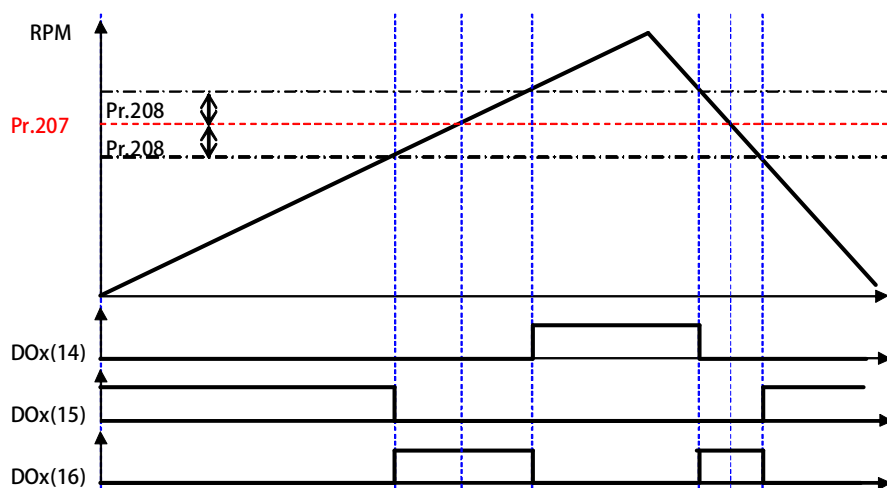 RPM
Pr.208
Pr.207
Pr.208
DOx(14)
DOx(15)
DOx(16)